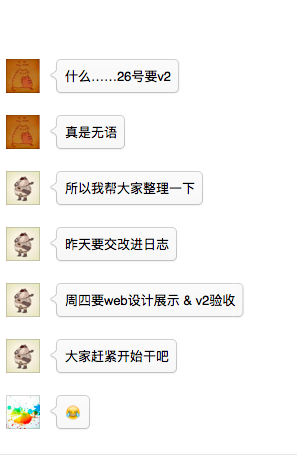 什么……26号要v2
真是无语
所以我帮大家整理一下
昨天要交改进日志
周四要web设计展示 & v2验收
大家赶紧开始干吧
😂